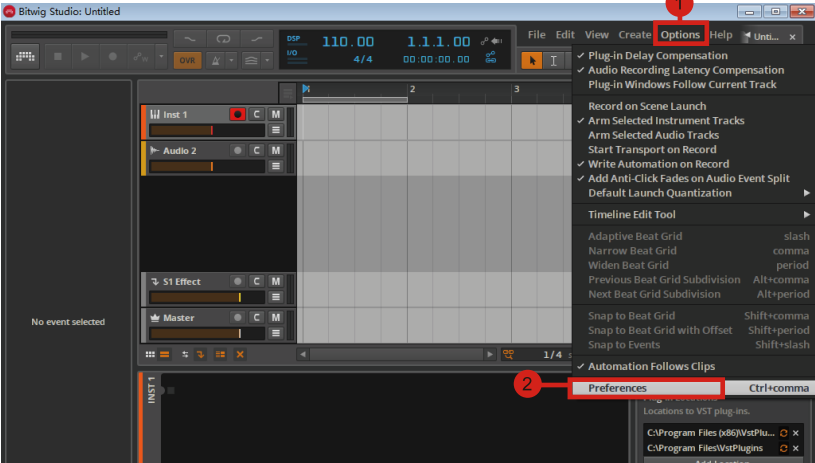 Bitwig Studio: Untitled
1
DSP
I/O
110.00
4/4
1.1.1.00
00:00:00.00
OVR
File Edit View Create Options Help
Unti... ×
✓ Plug-in Delay Compensation
✓ Audio Recording Latency Compensation
Plug-in Windows Follow Current Track
Record on Scene Launch
✓ Arm Selected Instrument Tracks
Arm Selected Audio Tracks
Start Transport on Record
✓ Write Automation on Record
✓ Add Anti-Click Fades on Audio Event Split
Default Launch Quantization
Timeline Edit Tool
Adaptive Beat Grid slash
Narrow Beat Grid comma
Widen Beat Grid period
Previous Beat Grid Subdivision Alt+comma
Next Beat Grid Subdivision Alt+period
Snap to Beat Grid Shift+comma
Snap to Beat Grid with Offset Shift+period
Snap to Events Shift+slash
✓ Automation Follows Clips
2
Preferences Ctrl+comma
2 3
Inst 1 C M
Audio 2 C M
S1 Effect C M
Master C M
1/4
No event selected
INST 1
Locations to VST plug-ins.
C:\Program Files (x86)\VstPlu... ×
C:\Program Files\VstPlugins ×
Add Location